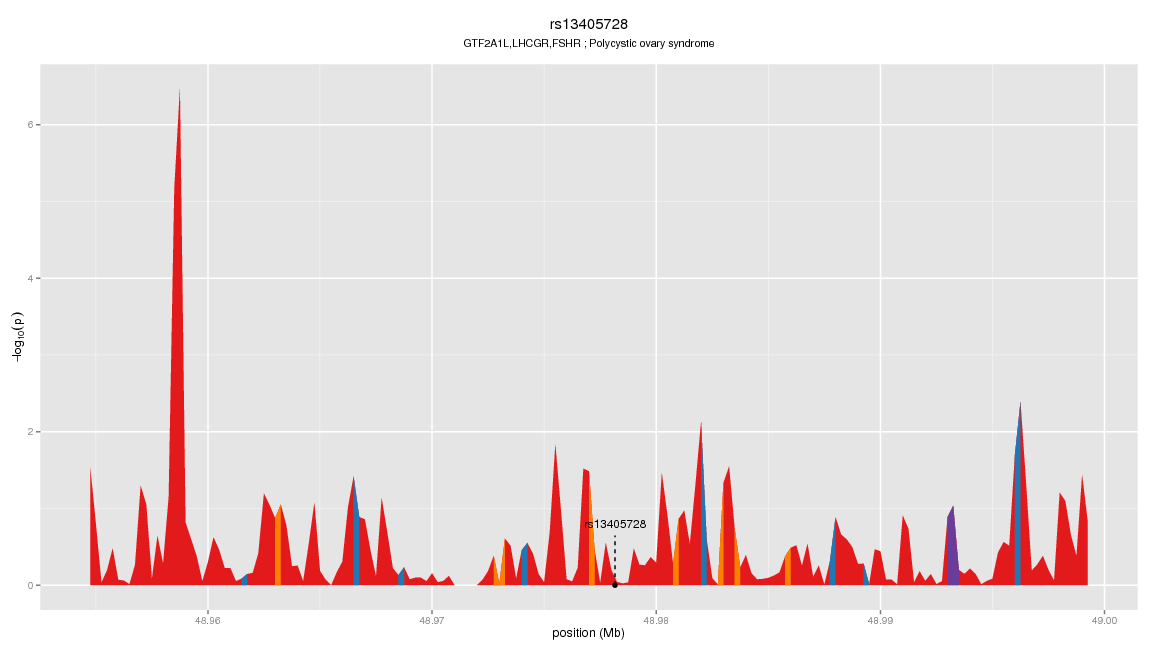 rs13405728
GTF2A1L,LHCGR,FSHR ; Polycystic ovary syndrome
−log10(p)
6
4
2
0
rs13405728
48.96
48.97
48.98
48.99
49.00
position (Mb)